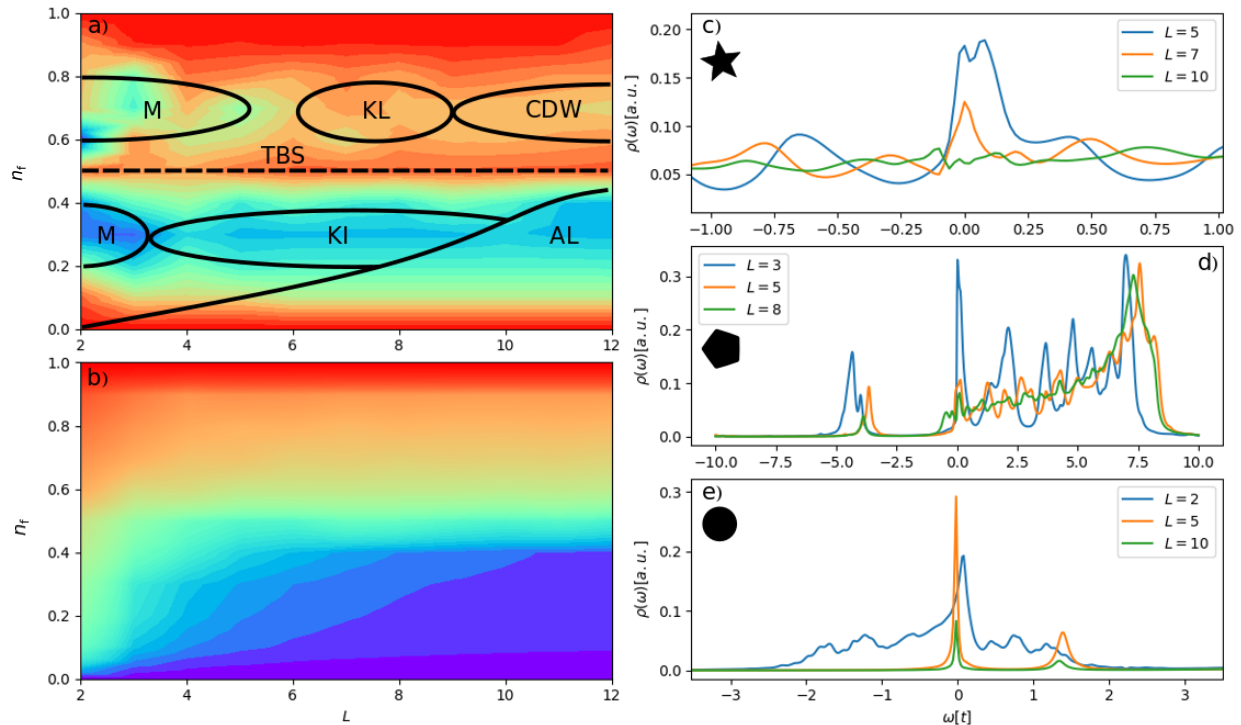 a)
1.0
0.8
0.6
0.4
0.2
0.0
n_f
M
KL
CDW
TBS
M
KI
AL
2 4 6 8 10 12
b)
1.0
0.8
0.6
0.4
0.2
0.0
n_f
2 4 6 8 10 12
L
c)
0.20
0.15
0.10
0.05
ρ(ω)[a.u.]
L = 5
L = 7
L = 10
−1.00 −0.75 −0.50 −0.25 0.00 0.25 0.50 0.75 1.00
d)
0.3
0.2
0.1
0.0
ρ(ω)[a.u.]
L = 3
L = 5
L = 8
−10.0 −7.5 −5.0 −2.5 0.0 2.5 5.0 7.5 10.0
e)
0.3
0.2
0.1
0.0
ρ(ω)[a.u.]
L = 2
L = 5
L = 10
−3 −2 −1 0 1 2 3
ω[t]